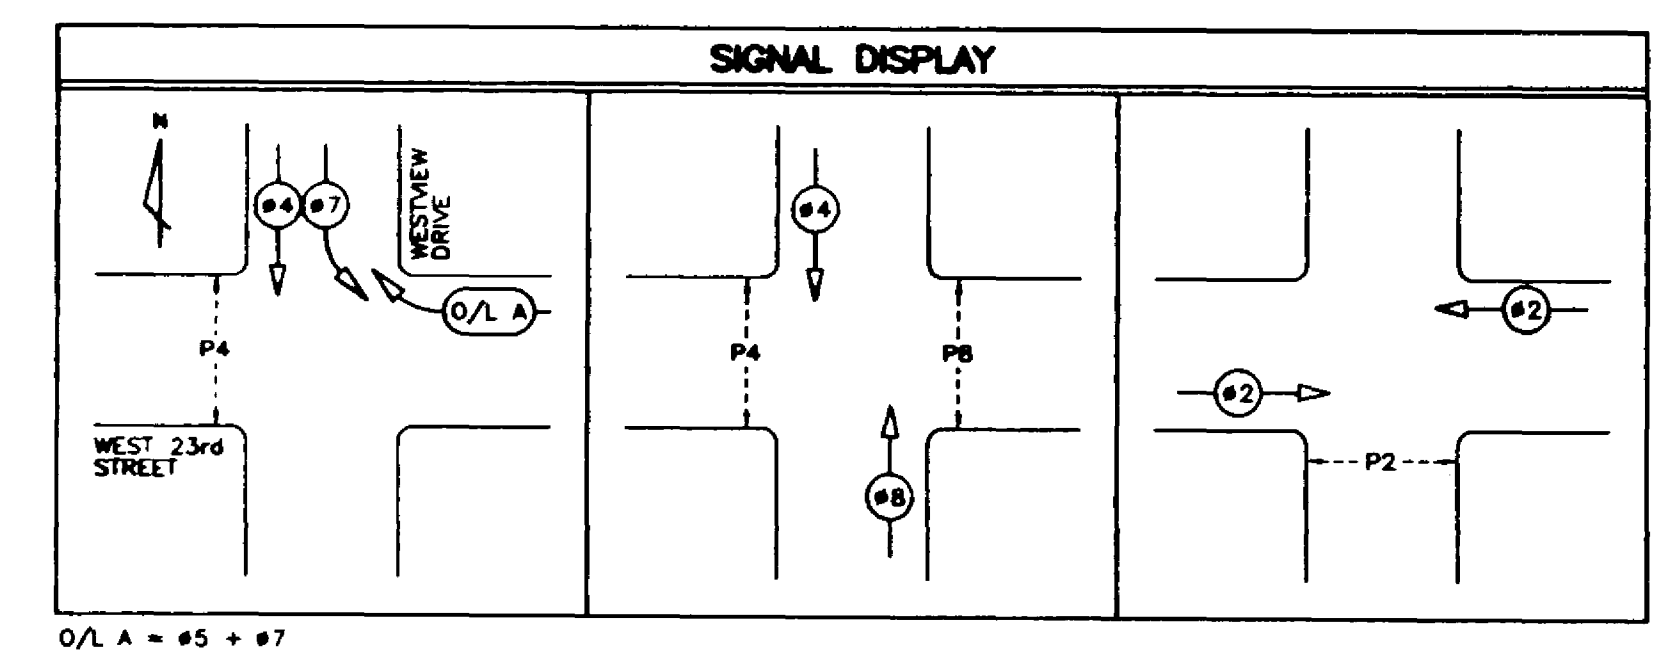 SIGNAL DISPLAY
N
ø4 ø7
WESTVIEW
DRIVE
O/L A
P4
WEST 23rd
STREET
ø4
P4
P8
ø8
ø2
ø2
P2
O/L A = ø5 + ø7